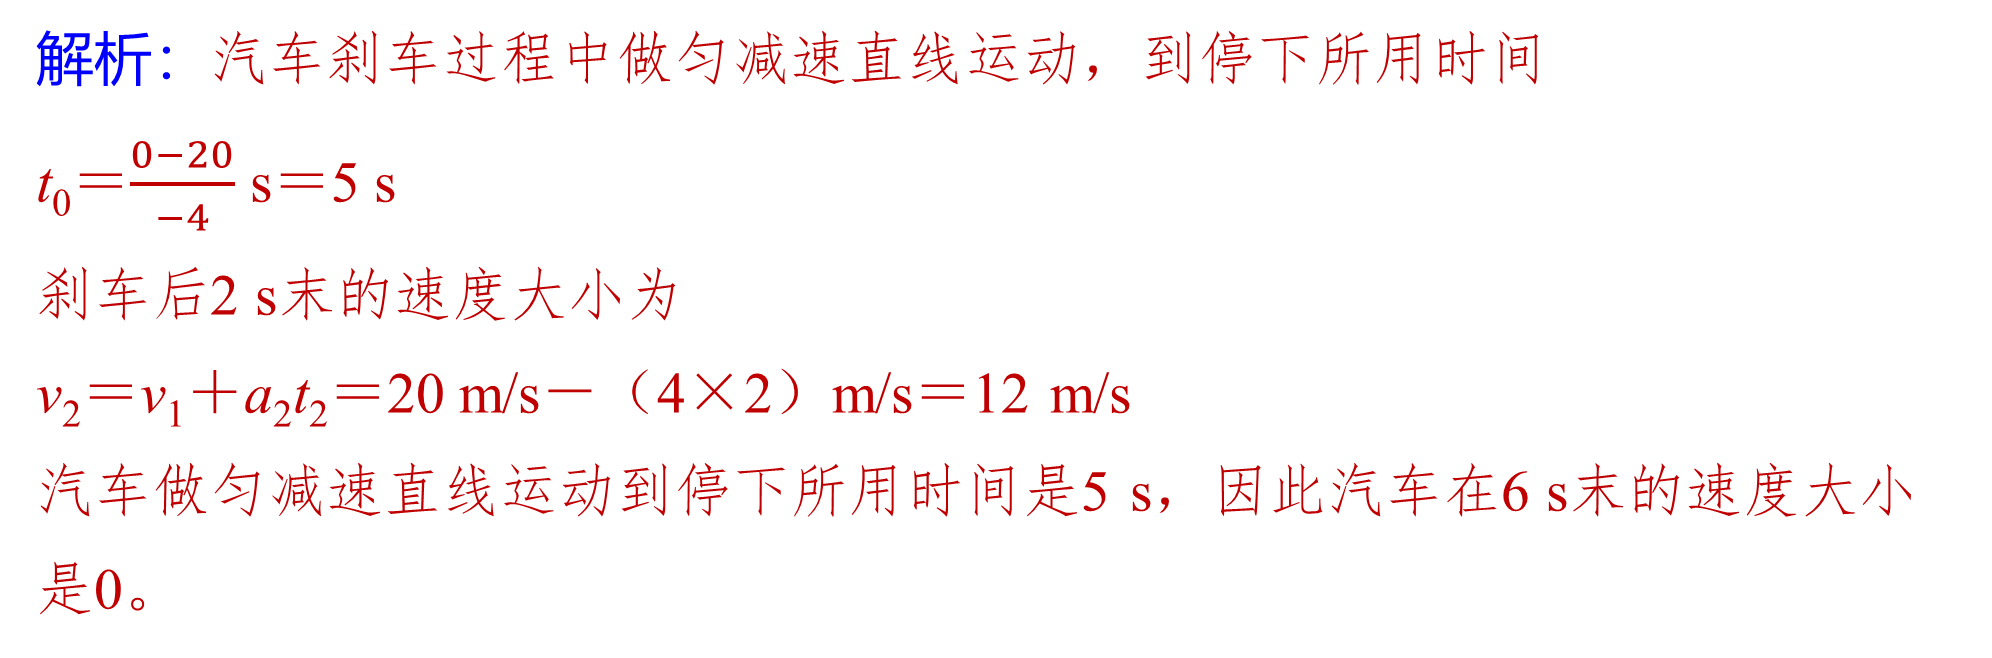 解析：汽车刹车过程中做匀减速直线运动，到停下所用时间
t₀＝(0−20)/(−4) s＝5 s
刹车后2 s末的速度大小为
v₂＝v₁＋a₂t₂＝20 m/s－（4×2）m/s＝12 m/s
汽车做匀减速直线运动到停下所用时间是5 s，因此汽车在6 s末的速度大小
是0。